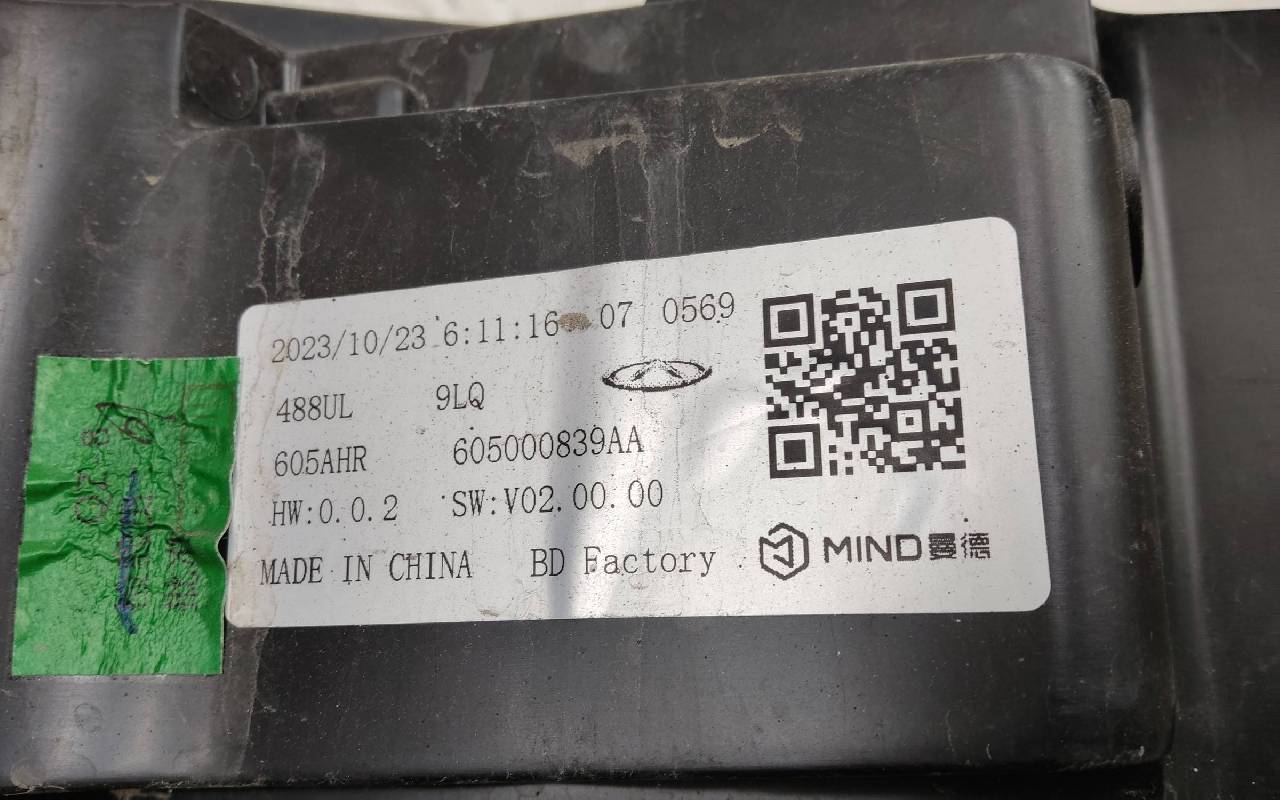 2023/10/23 6:11:16 07 0569
488UL 9LQ
605AHR 605000839AA
HW:0.0.2 SW:V02.00.00
MADE IN CHINA BD Factory
MIND曼德